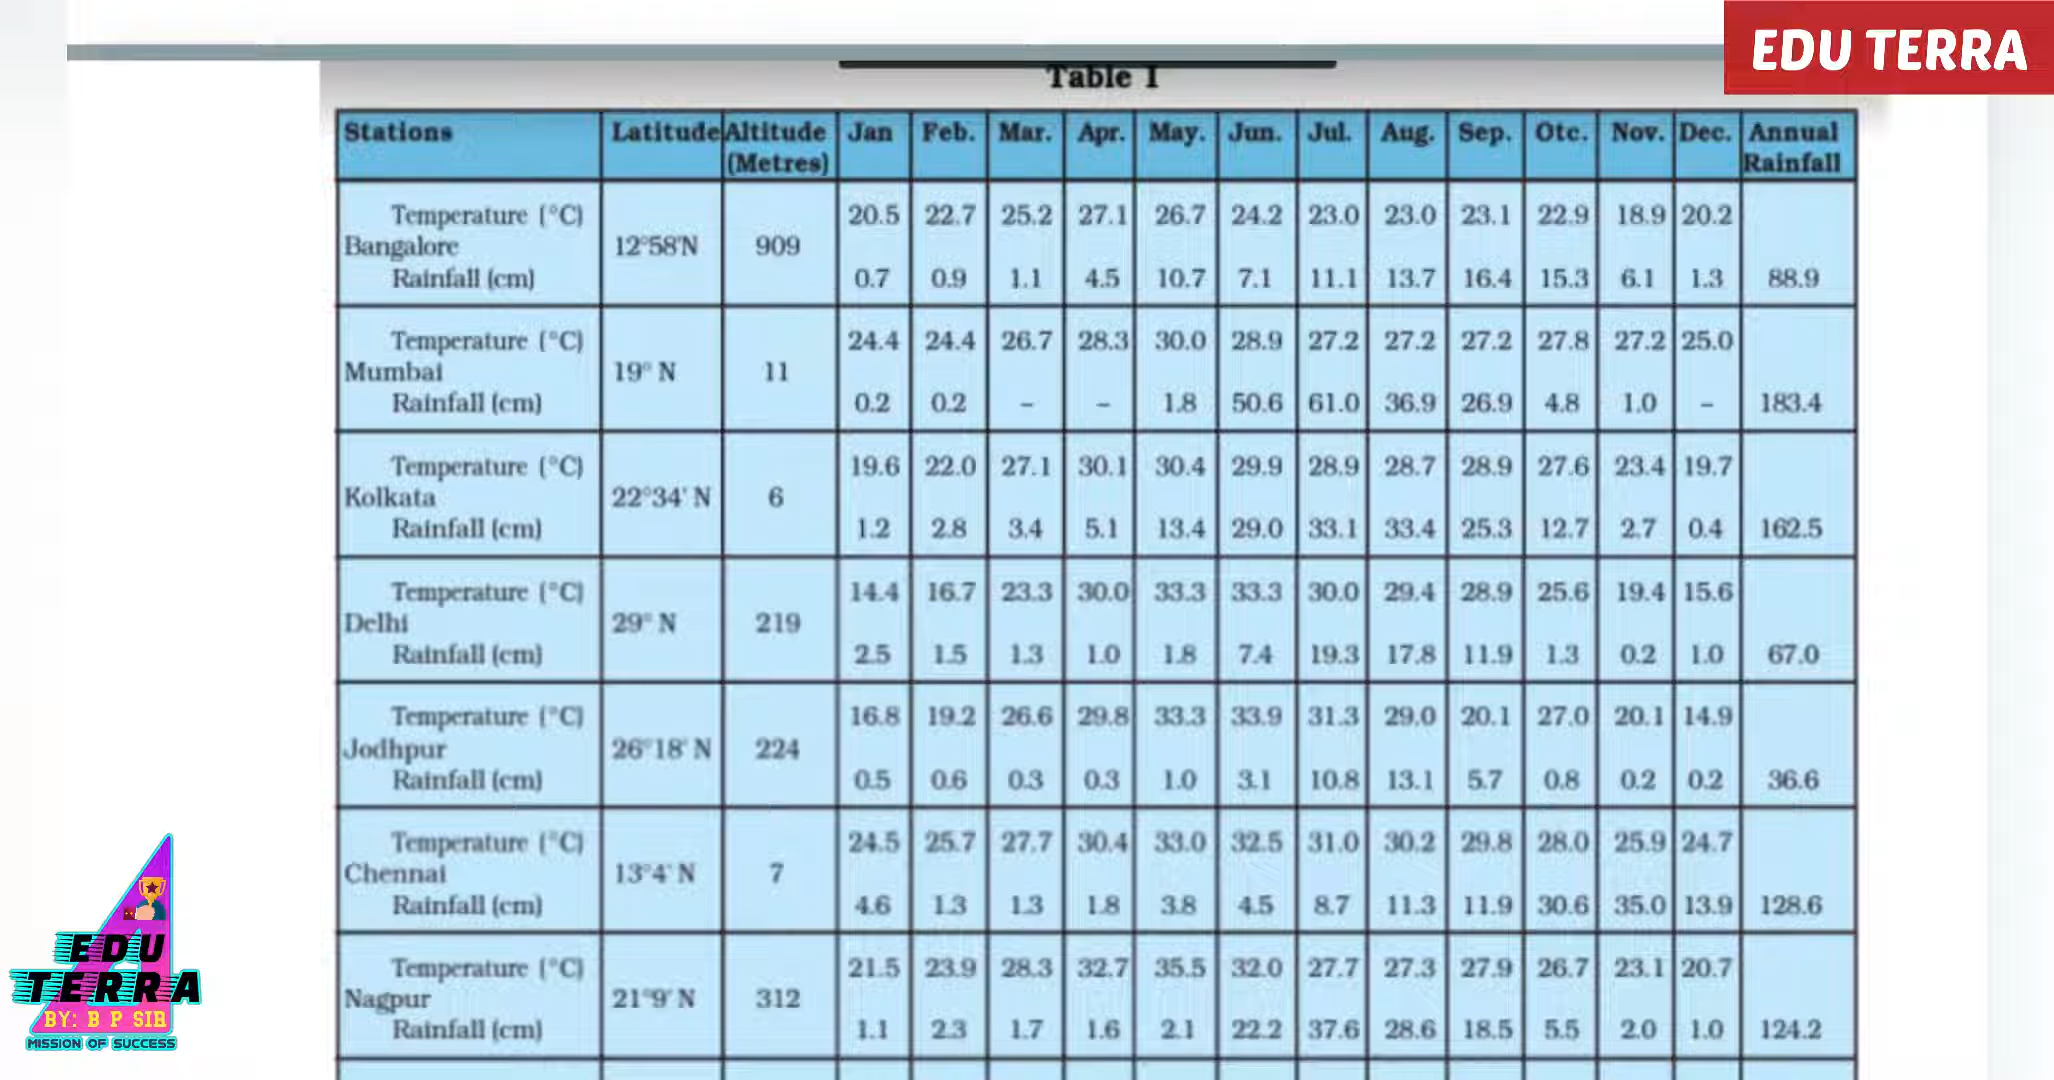 EDU TERRA
Table I
Stations Latitude Altitude (Metres) Jan Feb. Mar. Apr. May. Jun. Jul. Aug. Sep. Otc. Nov. Dec. Annual Rainfall
Temperature (°C) 20.5 22.7 25.2 27.1 26.7 24.2 23.0 23.0 23.1 22.9 18.9 20.2
Bangalore 12°58'N 909
Rainfall (cm) 0.7 0.9 1.1 4.5 10.7 7.1 11.1 13.7 16.4 15.3 6.1 1.3 88.9
Temperature (°C) 24.4 24.4 26.7 28.3 30.0 28.9 27.2 27.2 27.2 27.8 27.2 25.0
Mumbai 19° N 11
Rainfall (cm) 0.2 0.2 – – 1.8 50.6 61.0 36.9 26.9 4.8 1.0 – 183.4
Temperature (°C) 19.6 22.0 27.1 30.1 30.4 29.9 28.9 28.7 28.9 27.6 23.4 19.7
Kolkata 22°34' N 6
Rainfall (cm) 1.2 2.8 3.4 5.1 13.4 29.0 33.1 33.4 25.3 12.7 2.7 0.4 162.5
Temperature (°C) 14.4 16.7 23.3 30.0 33.3 33.3 30.0 29.4 28.9 25.6 19.4 15.6
Delhi 29° N 219
Rainfall (cm) 2.5 1.5 1.3 1.0 1.8 7.4 19.3 17.8 11.9 1.3 0.2 1.0 67.0
Temperature (°C) 16.8 19.2 26.6 29.8 33.3 33.9 31.3 29.0 20.1 27.0 20.1 14.9
Jodhpur 26°18' N 224
Rainfall (cm) 0.5 0.6 0.3 0.3 1.0 3.1 10.8 13.1 5.7 0.8 0.2 0.2 36.6
Temperature (°C) 24.5 25.7 27.7 30.4 33.0 32.5 31.0 30.2 29.8 28.0 25.9 24.7
Chennai 13°4' N 7
Rainfall (cm) 4.6 1.3 1.3 1.8 3.8 4.5 8.7 11.3 11.9 30.6 35.0 13.9 128.6
Temperature (°C) 21.5 23.9 28.3 32.7 35.5 32.0 27.7 27.3 27.9 26.7 23.1 20.7
Nagpur 21°9' N 312
Rainfall (cm) 1.1 2.3 1.7 1.6 2.1 22.2 37.6 28.6 18.5 5.5 2.0 1.0 124.2
EDU
TERRA
BY: B P SIR
MISSION OF SUCCESS